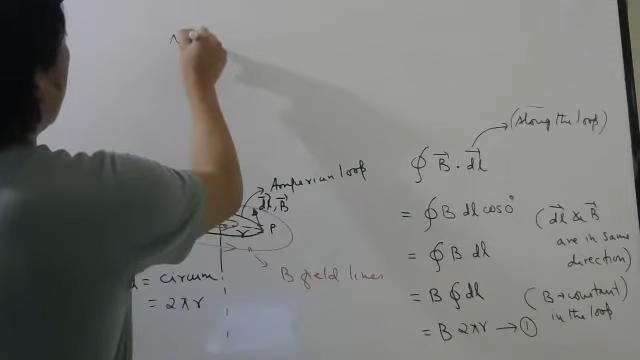 (along the loop)
∮ B⃗ · dl⃗
Amperian loop
dl⃗, B⃗
P
r
= ∮ B dl cos0°
(dl⃗ & B⃗
are in same
direction)
= ∮ B dl
B field lines
= circum.
= 2πr
= B ∮ dl
(B → constant)
in the loop
= B 2πr → ①